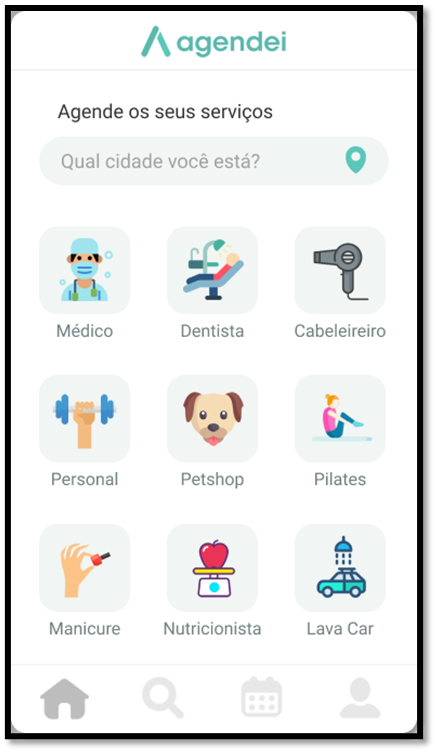 agendei
Agende os seus serviços
Qual cidade você está?
Médico Dentista Cabeleireiro
Personal Petshop Pilates
Manicure Nutricionista Lava Car